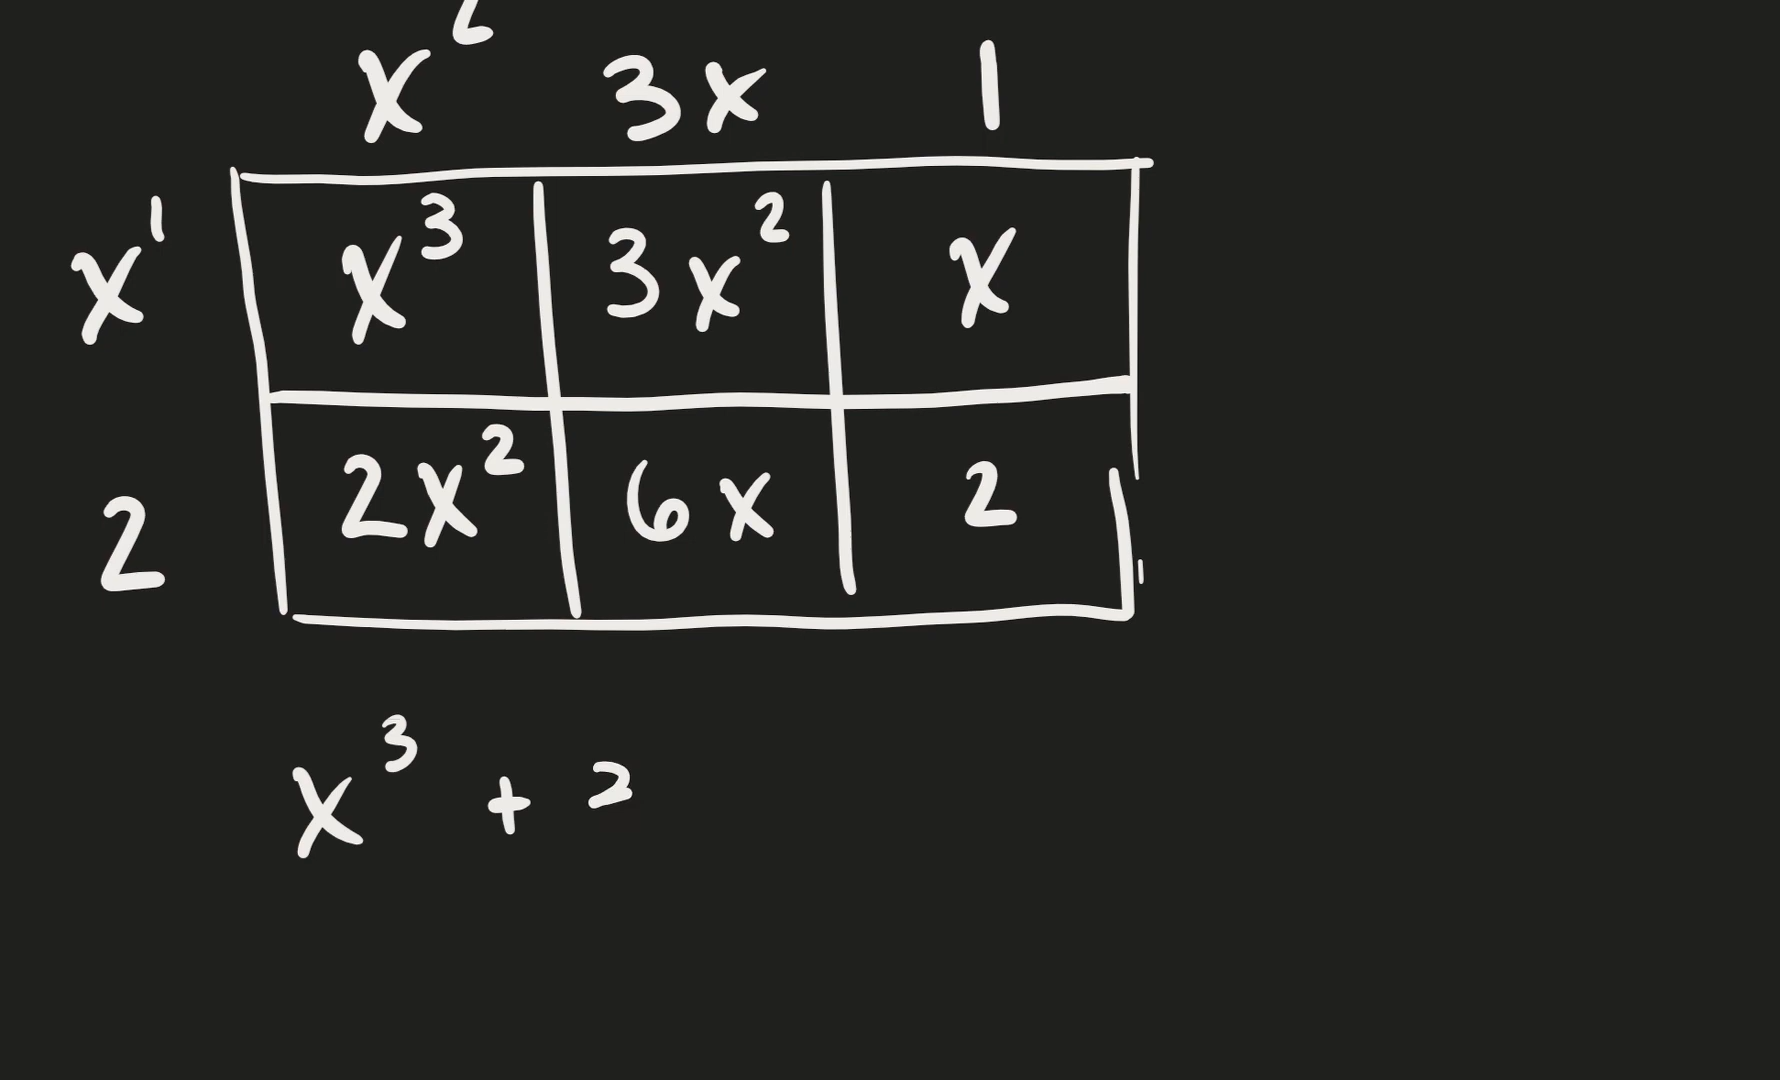 x² 3x 1
x¹ x³ 3x² x
2 2x² 6x 2
x³ + 2